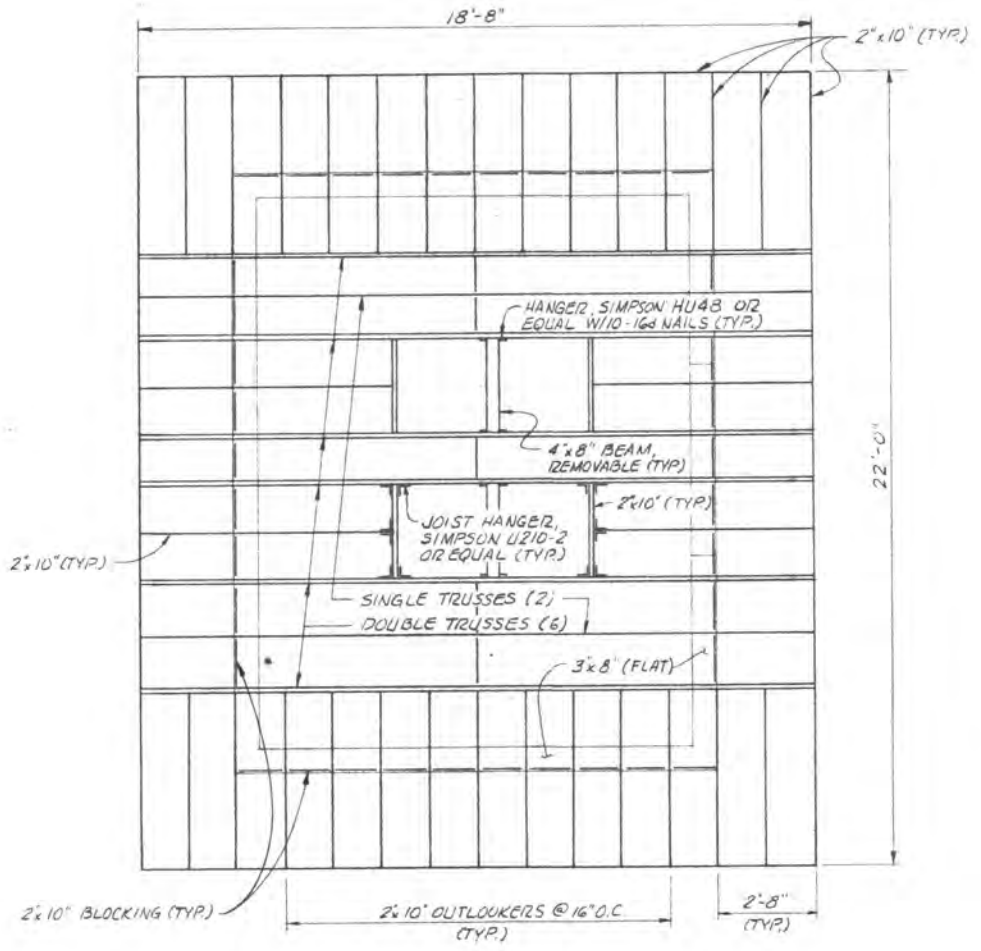 18'-8"
2"x10" (TYP.)
22'-0"
HANGER, SIMPSON HU48 OR
EQUAL W/10-16d NAILS (TYP.)
4"x8" BEAM,
REMOVABLE (TYP)
2"x10" (TYP.)
JOIST HANGER,
SIMPSON U210-2
OR EQUAL (TYP.)
2"x10" (TYP.)
SINGLE TRUSSES (2)
DOUBLE TRUSSES (6)
3"x8" (FLAT)
2"x10" BLOCKING (TYP.)
2"x10" OUTLOOKERS @ 16" O.C.
(TYP.)
2'-8"
(TYP.)